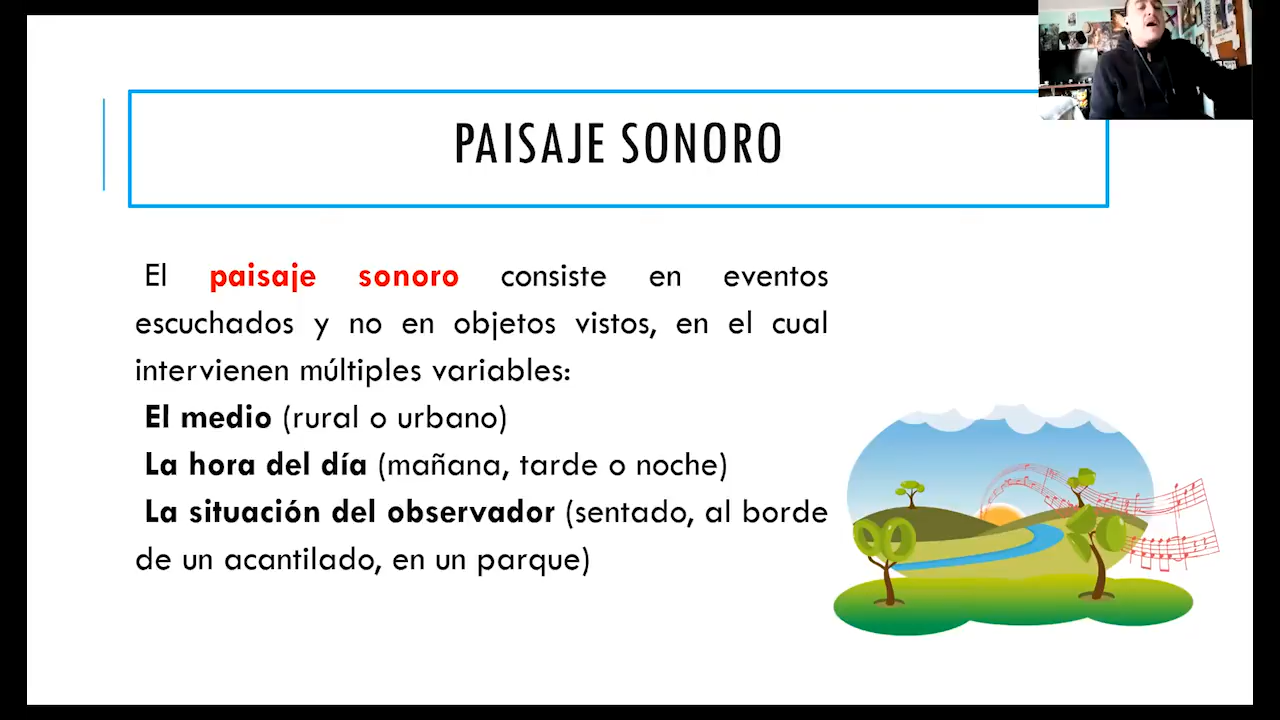 PAISAJE SONORO
El paisaje sonoro consiste en eventos
escuchados y no en objetos vistos, en el cual
intervienen múltiples variables:
El medio (rural o urbano)
La hora del día (mañana, tarde o noche)
La situación del observador (sentado, al borde
de un acantilado, en un parque)